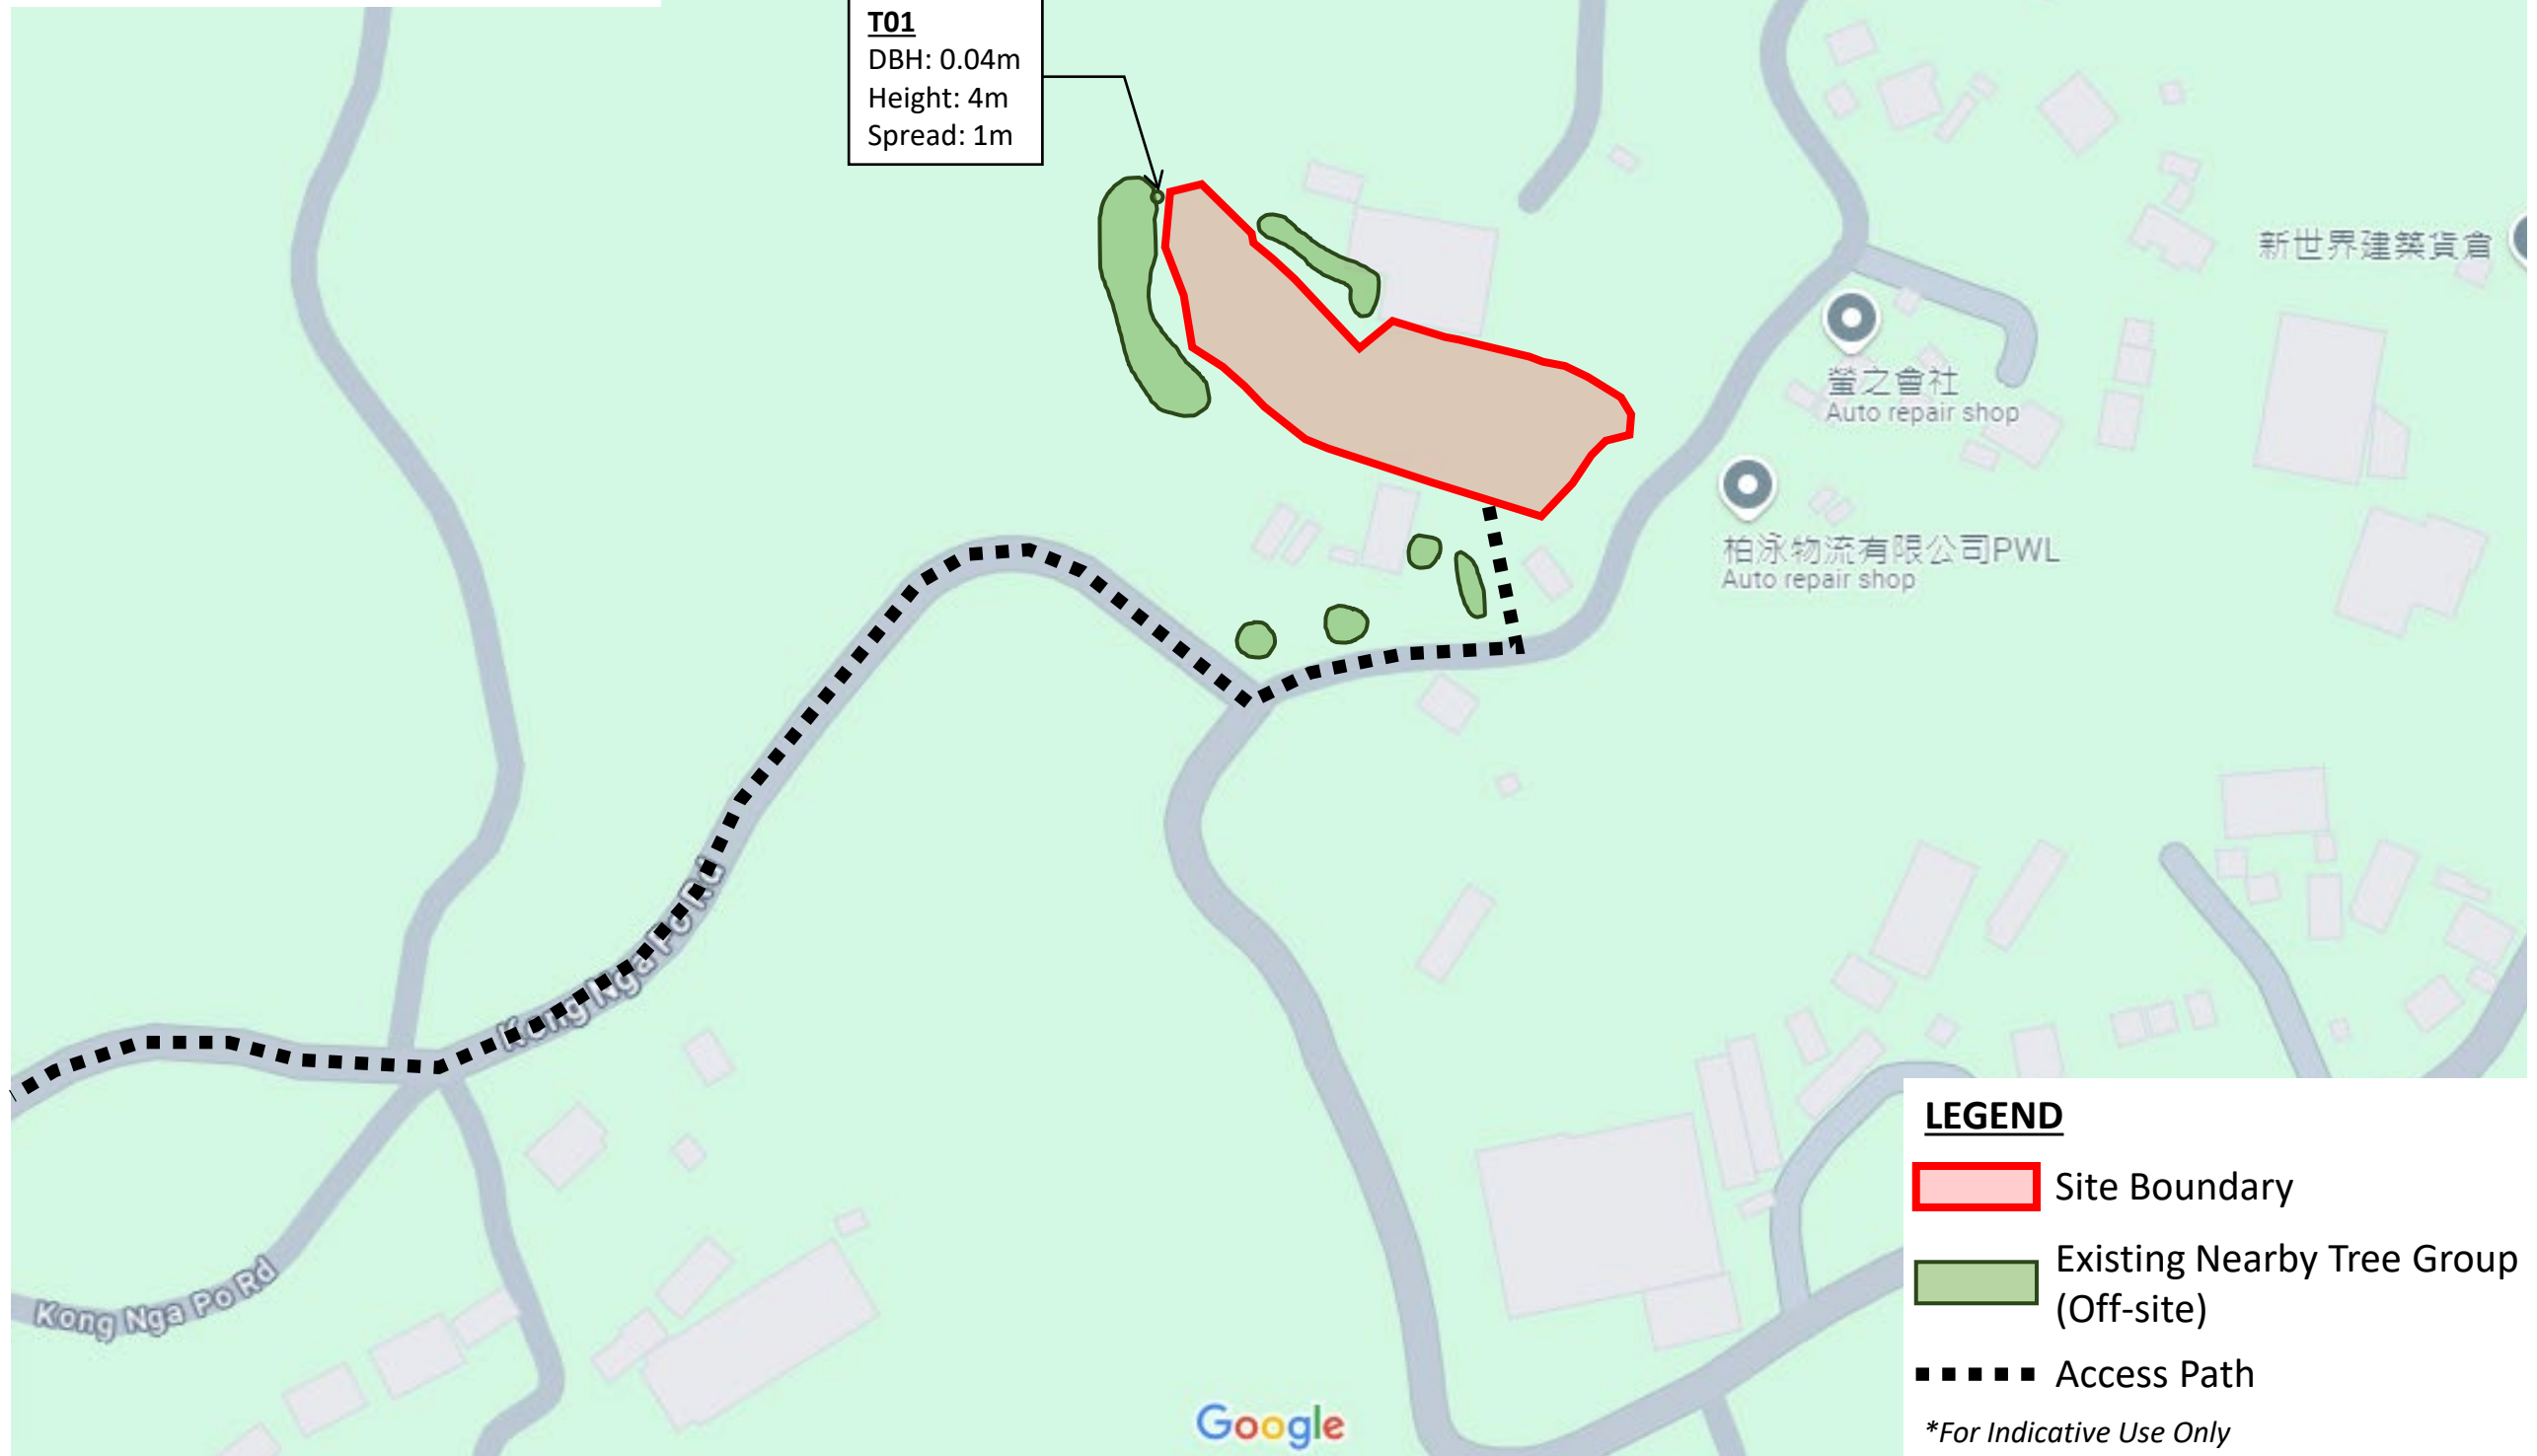 T01
DBH: 0.04m
Height: 4m
Spread: 1m
新世界建築貨倉
螢之會社
Auto repair shop
柏泳物流有限公司PWL
Auto repair shop
Kong Nga Po Rd
Kong Nga Po Rd
LEGEND
Site Boundary
Existing Nearby Tree Group
(Off-site)
Access Path
*For Indicative Use Only
Google